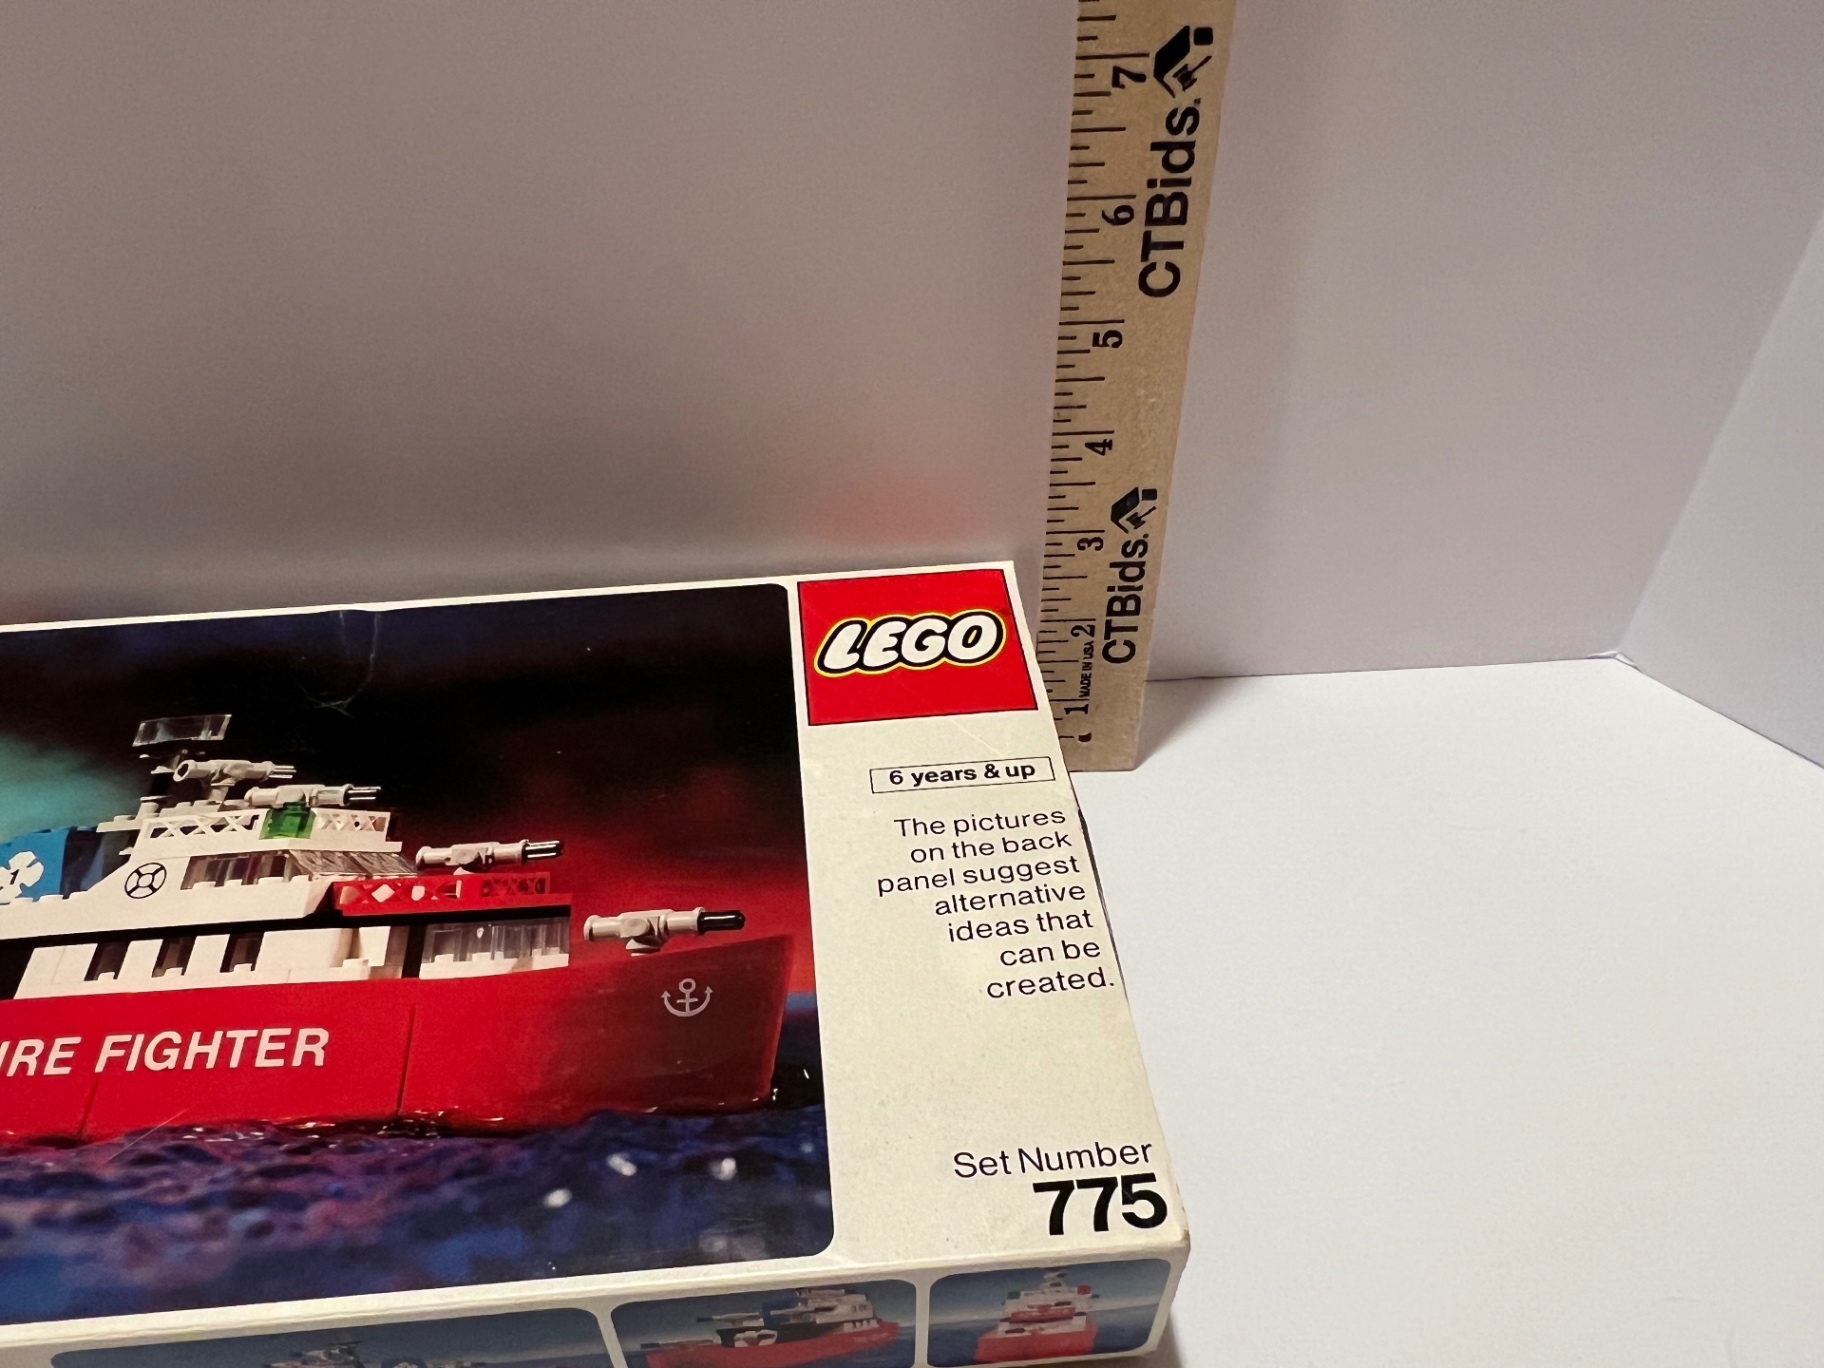 7
CTBids.
6
5
4
CTBids.
3
2
MADE IN USA
1
LEGO
6 years & up
The pictures
on the back
panel suggest
alternative
ideas that
can be
created.
1
IRE FIGHTER
Set Number
775